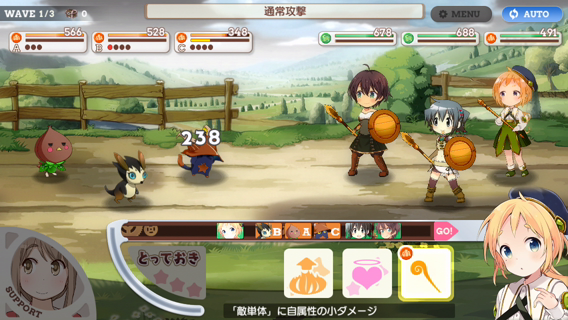 WAVE 1/3
0
通常攻撃
MENU
AUTO
A
566
B
528
C
348
678
688
491
238
B
A
C
GO!
SUPPORT
とっておき
「敵単体」に自属性の小ダメージ